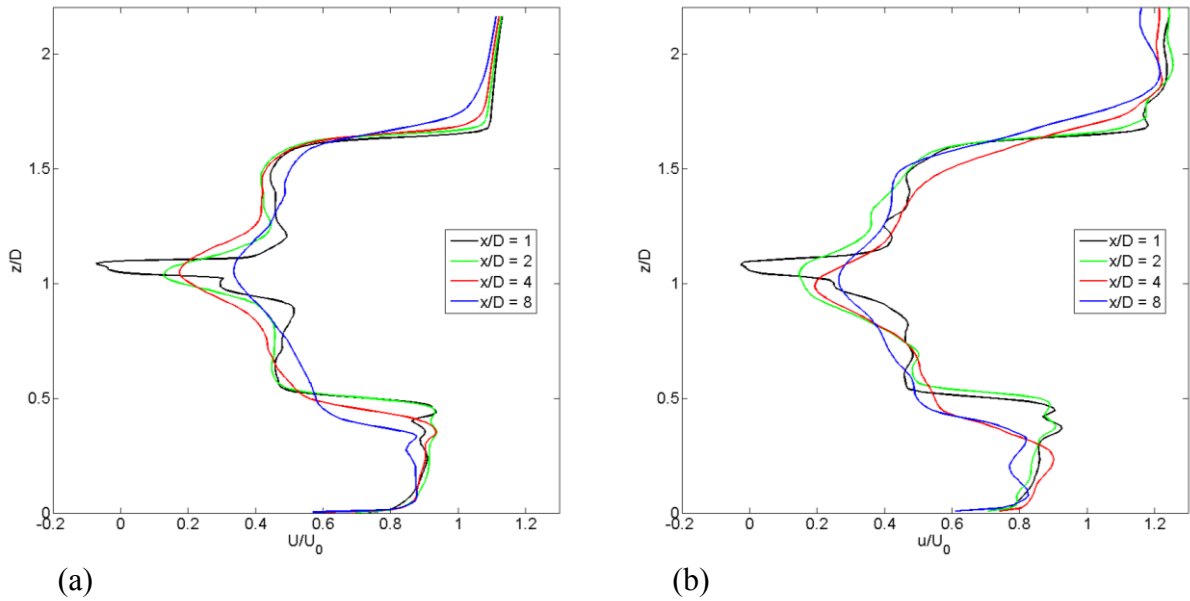 2
1.5
1
0.5
0
z/D
-0.2 0 0.2 0.4 0.6 0.8 1 1.2
U/U0
x/D = 1
x/D = 2
x/D = 4
x/D = 8
(a)
2
1.5
1
0.5
0
z/D
-0.2 0 0.2 0.4 0.6 0.8 1 1.2
u/U0
x/D = 1
x/D = 2
x/D = 4
x/D = 8
(b)